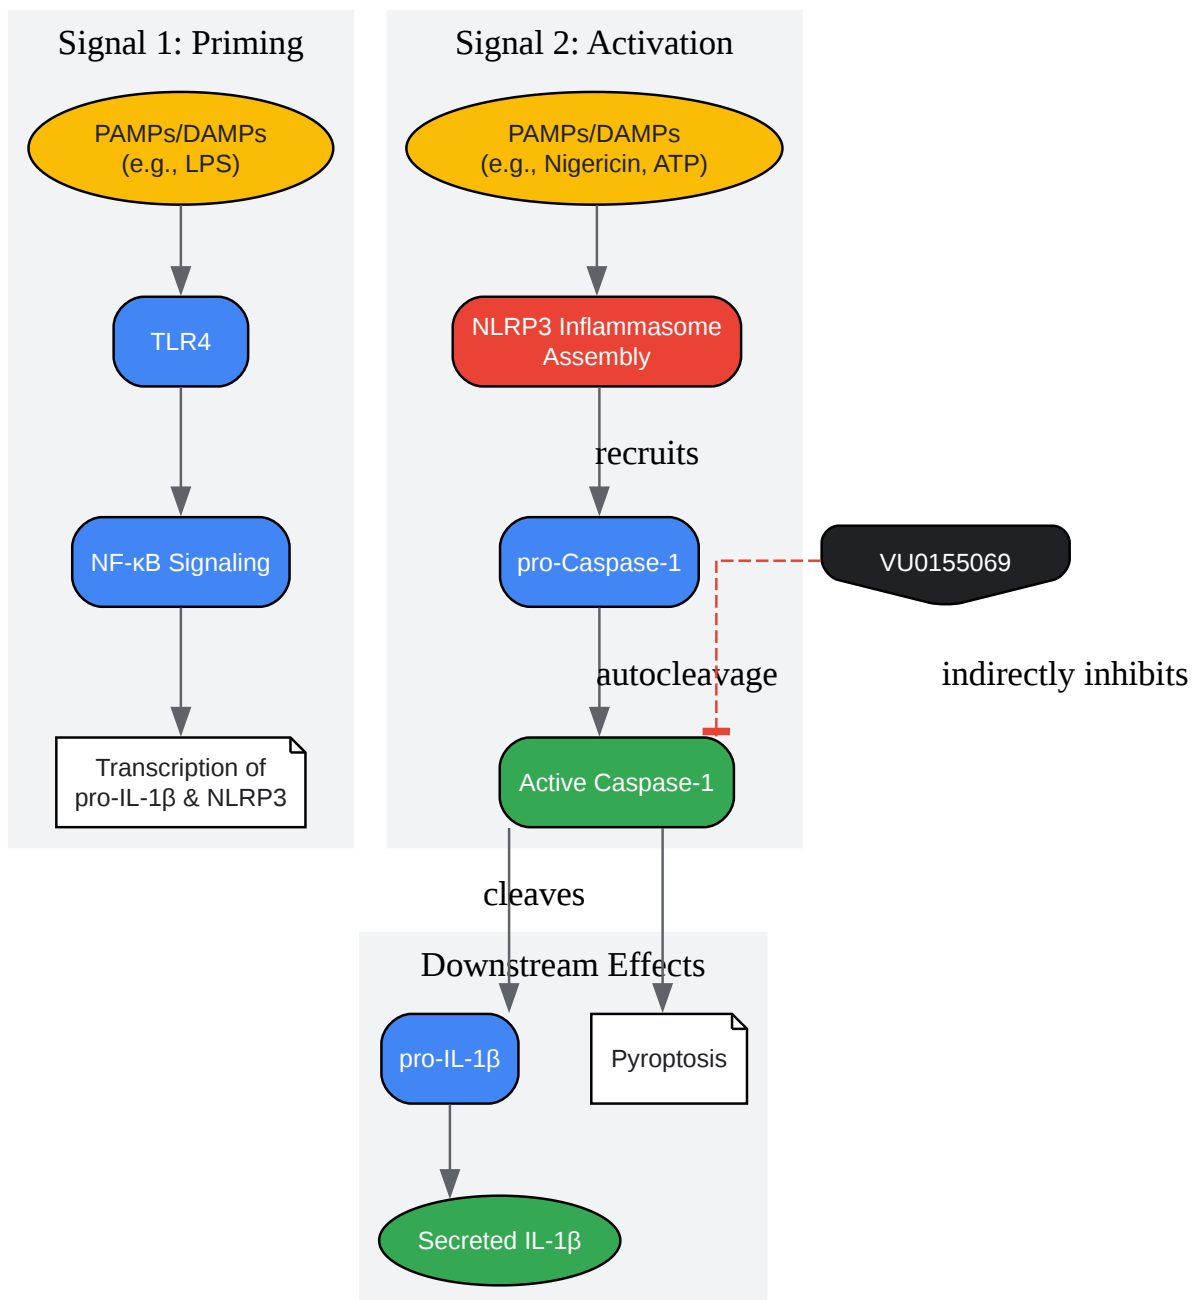 Signal 1: Priming
PAMPs/DAMPs
(e.g., LPS)
TLR4
NF-κB Signaling
Transcription of
pro-IL-1β & NLRP3
Signal 2: Activation
PAMPs/DAMPs
(e.g., Nigericin, ATP)
NLRP3 Inflammasome
Assembly
recruits
pro-Caspase-1
autocleavage
Active Caspase-1
VU0155069
indirectly inhibits
cleaves
Downstream Effects
pro-IL-1β
Pyroptosis
Secreted IL-1β